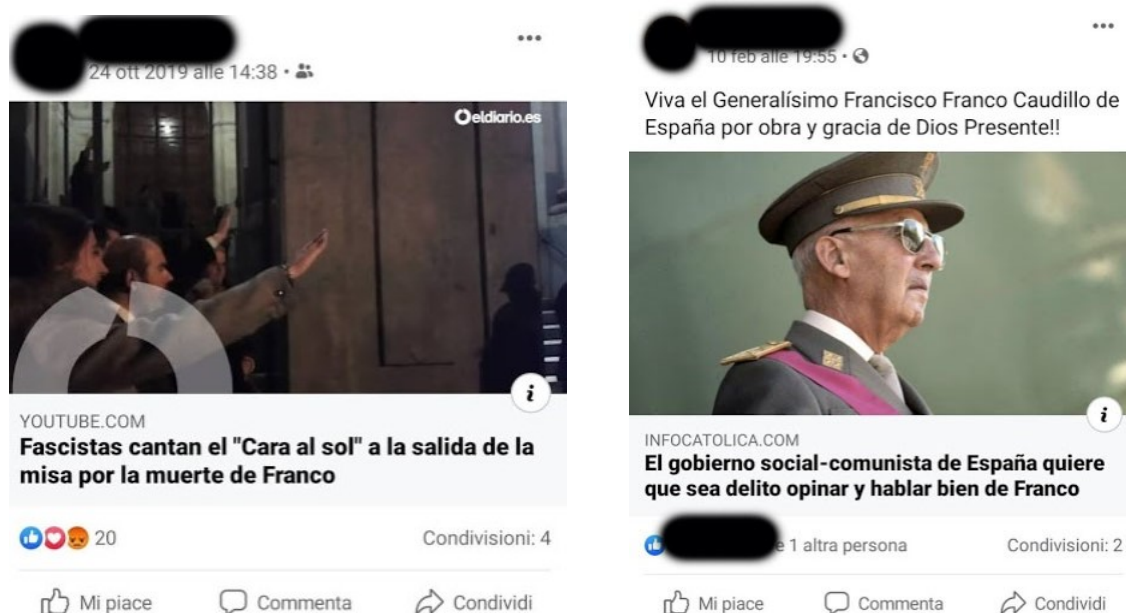 24 ott 2019 alle 14:38
eldiario.es
YOUTUBE.COM
Fascistas cantan el "Cara al sol" a la salida de la
misa por la muerte de Franco
20
Condivisioni: 4
Mi piace
Commenta
Condividi
10 feb alle 19:55
Viva el Generalísimo Francisco Franco Caudillo de
España por obra y gracia de Dios Presente!!
INFOCATOLICA.COM
El gobierno social-comunista de España quiere
que sea delito opinar y hablar bien de Franco
e 1 altra persona
Condivisioni: 2
Mi piace
Commenta
Condividi